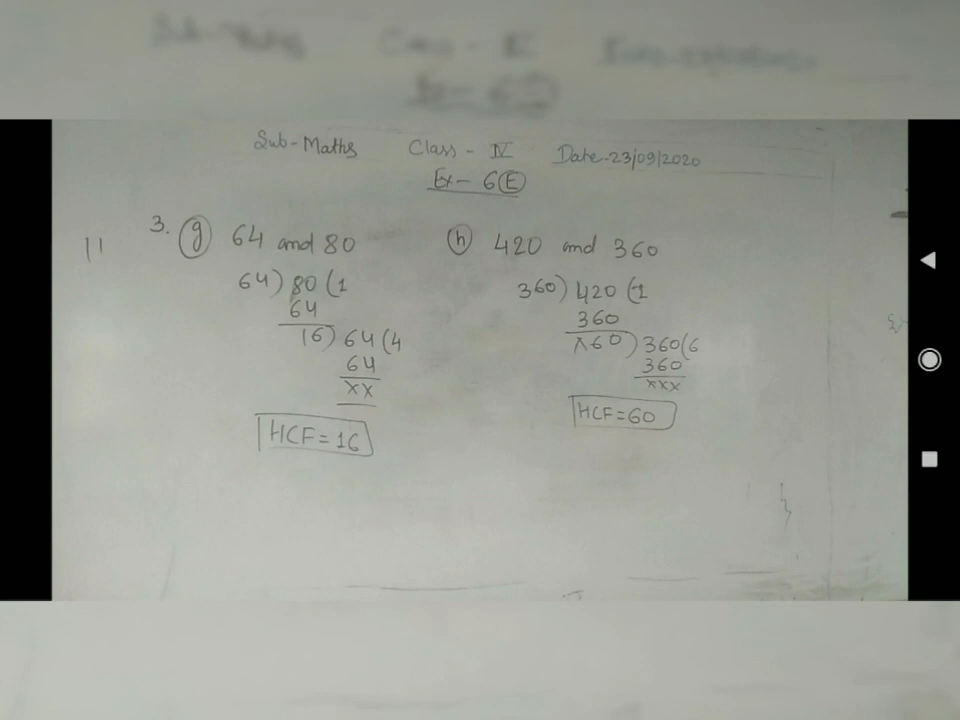 Sub-Maths Class - IV Date-23/09/2020
Ex- 6(E)
3. (g) 64 and 80
64) 80 (1
64
16) 64 (4
64
xx
HCF = 16
(h) 420 and 360
360) 420 (1
360
x60) 360 (6
360
xxx
HCF = 60